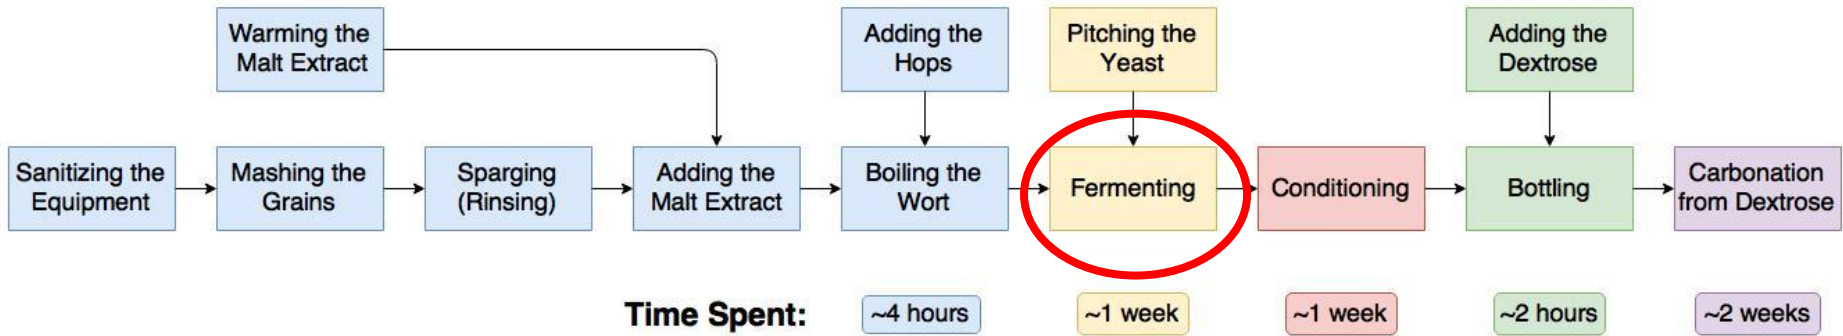 Warming the
Malt Extract
Adding the
Hops
Pitching the
Yeast
Adding the
Dextrose
Sanitizing the
Equipment
Mashing the
Grains
Sparging
(Rinsing)
Adding the
Malt Extract
Boiling the
Wort
Fermenting
Conditioning
Bottling
Carbonation
from Dextrose
Time Spent:
~4 hours
~1 week
~1 week
~2 hours
~2 weeks